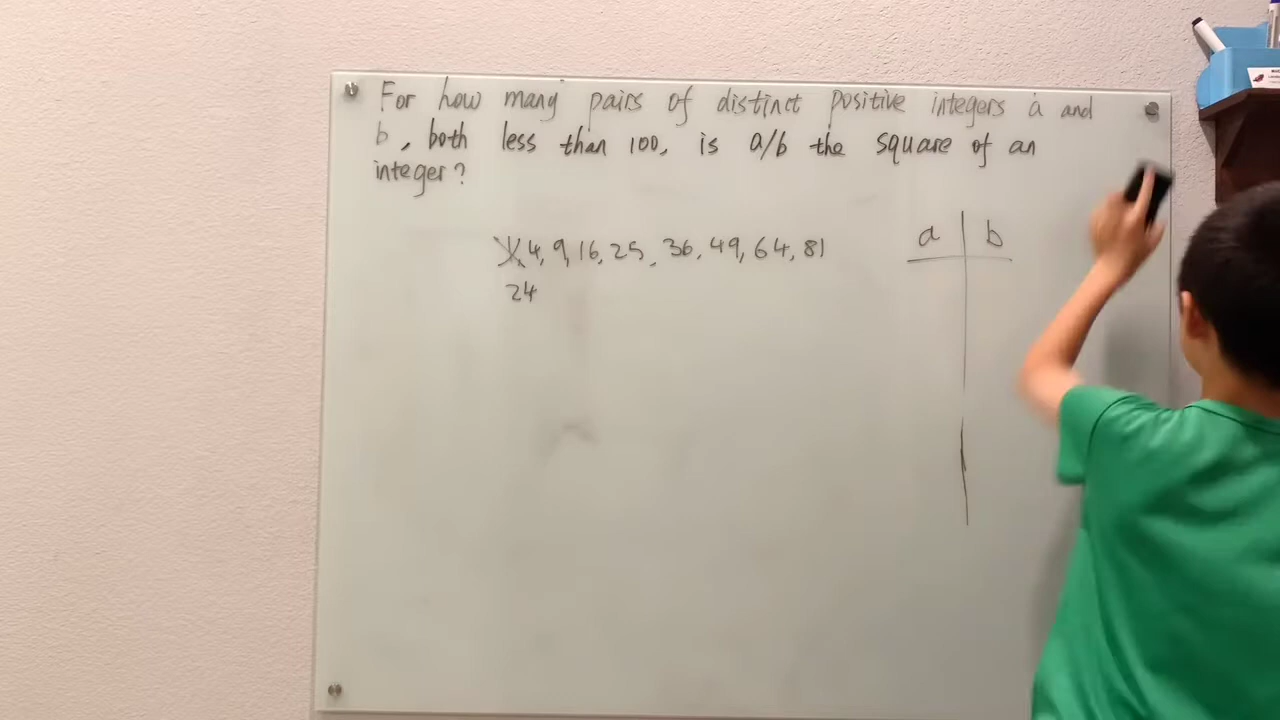 For how many pairs of distinct positive integers a and
b, both less than 100, is a/b the square of an
integer?
1, 4, 9, 16, 25, 36, 49, 64, 81
24
a b